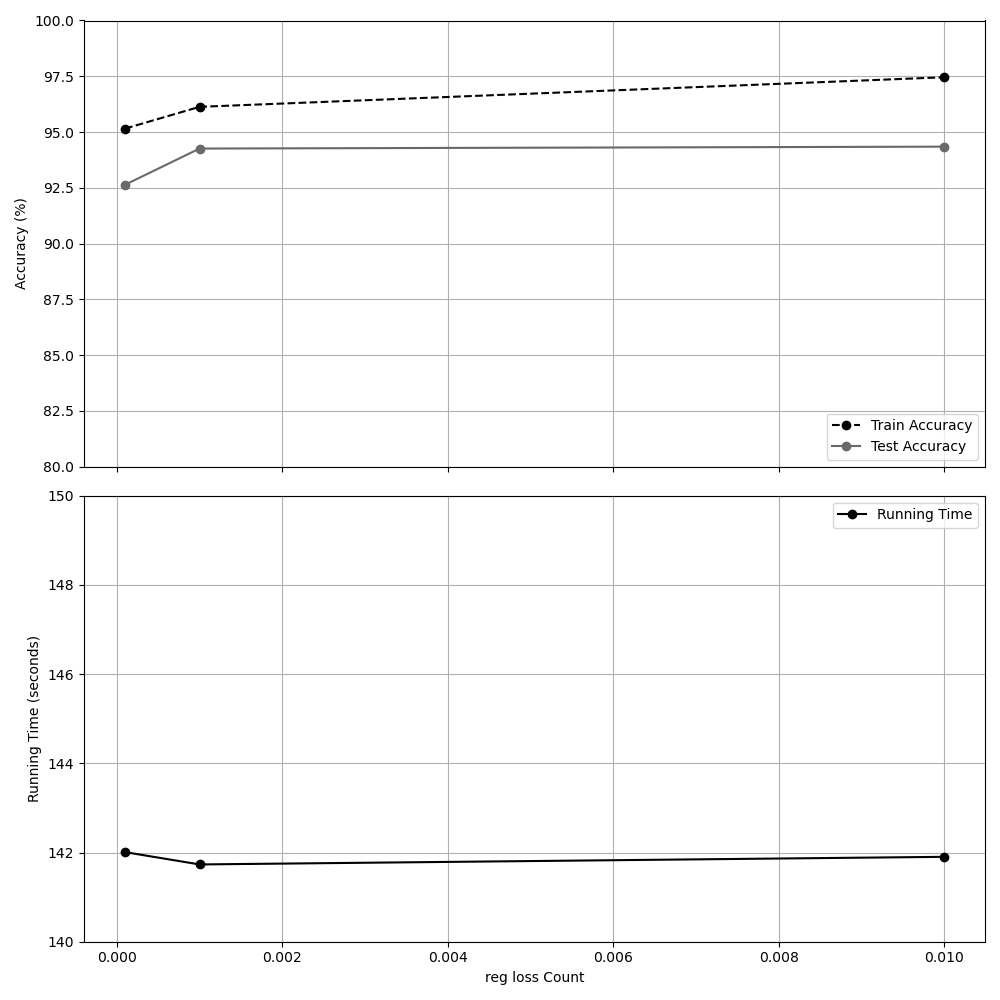 100.0
97.5
95.0
92.5
90.0
87.5
85.0
82.5
80.0
Accuracy (%)
Train Accuracy
Test Accuracy
150
148
146
144
142
140
Running Time (seconds)
Running Time
0.000 0.002 0.004 0.006 0.008 0.010
reg loss Count